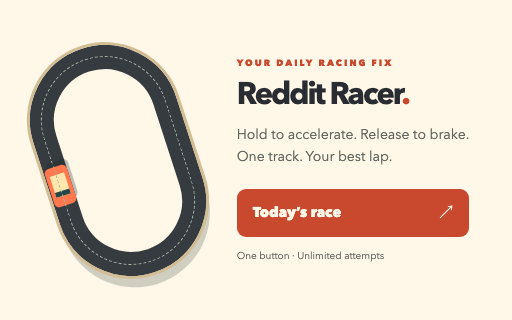 YOUR DAILY RACING FIX
Reddit Racer.
Hold to accelerate. Release to brake.
One track. Your best lap.
Today's race ↗
One button · Unlimited attempts